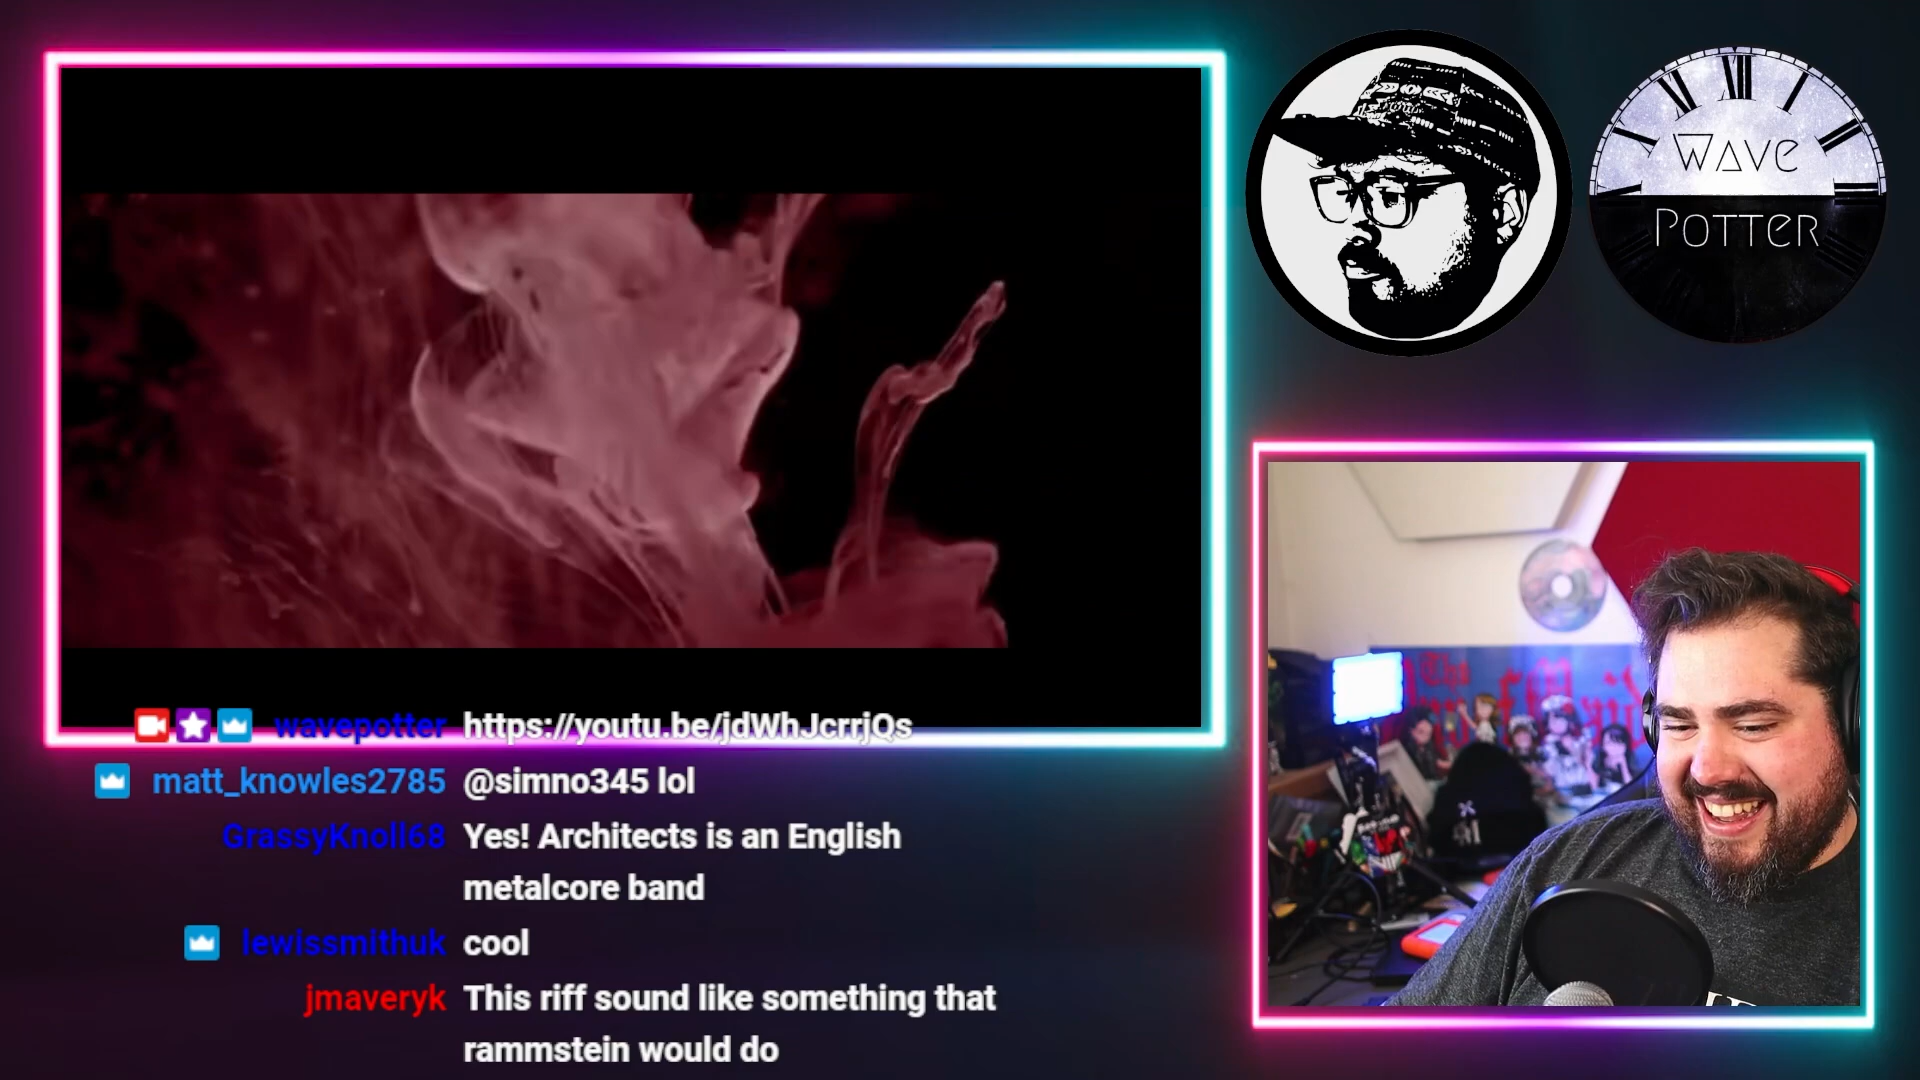 WAVE
POTTER
wavepotter https://youtu.be/jdWhJcrrjQs
matt_knowles2785 @simno345 lol
GrassyKnoll68 Yes! Architects is an English
metalcore band
lewissmithuk cool
jmaveryk This riff sound like something that
rammstein would do
The